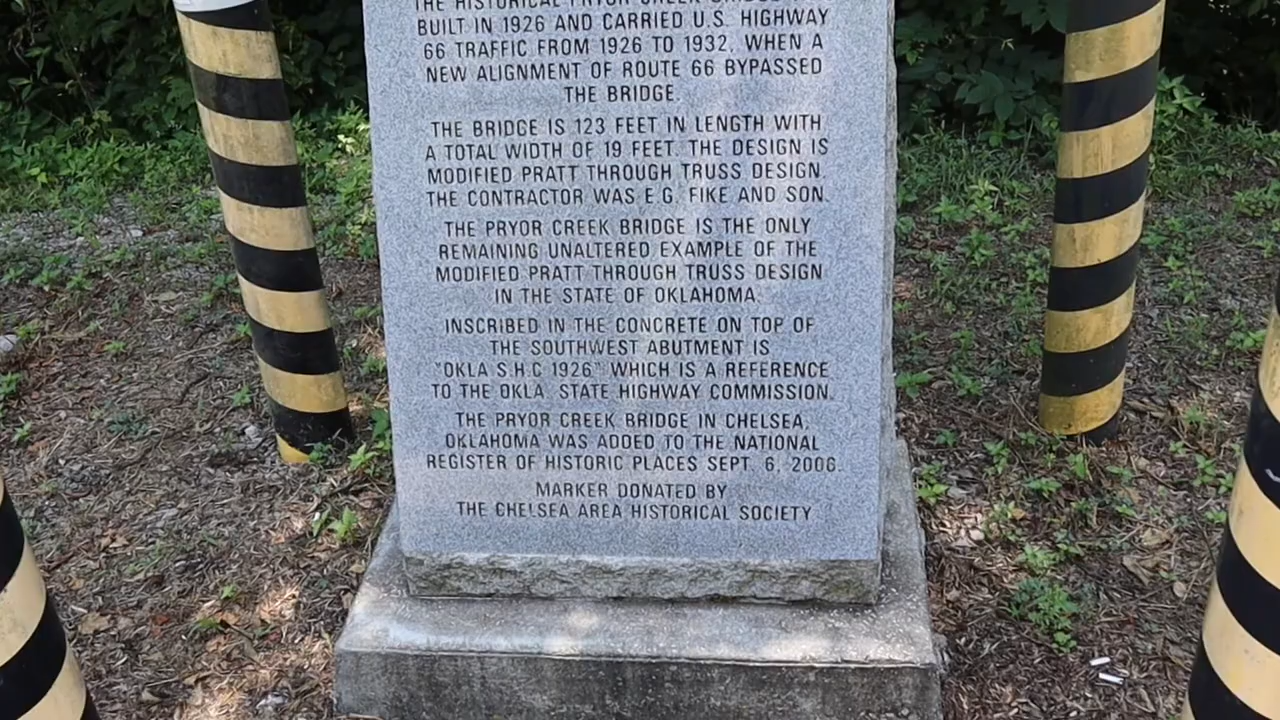 THE HISTORICAL PRYOR CREEK BRIDGE
BUILT IN 1926 AND CARRIED U.S. HIGHWAY
66 TRAFFIC FROM 1926 TO 1932, WHEN A
NEW ALIGNMENT OF ROUTE 66 BYPASSED
THE BRIDGE.
THE BRIDGE IS 123 FEET IN LENGTH WITH
A TOTAL WIDTH OF 19 FEET. THE DESIGN IS
MODIFIED PRATT THROUGH TRUSS DESIGN.
THE CONTRACTOR WAS E.G. FIKE AND SON.
THE PRYOR CREEK BRIDGE IS THE ONLY
REMAINING UNALTERED EXAMPLE OF THE
MODIFIED PRATT THROUGH TRUSS DESIGN
IN THE STATE OF OKLAHOMA.
INSCRIBED IN THE CONCRETE ON TOP OF
THE SOUTHWEST ABUTMENT IS
"OKLA S.H.C 1926" WHICH IS A REFERENCE
TO THE OKLA. STATE HIGHWAY COMMISSION.
THE PRYOR CREEK BRIDGE IN CHELSEA,
OKLAHOMA WAS ADDED TO THE NATIONAL
REGISTER OF HISTORIC PLACES SEPT. 6, 2006.
MARKER DONATED BY
THE CHELSEA AREA HISTORICAL SOCIETY